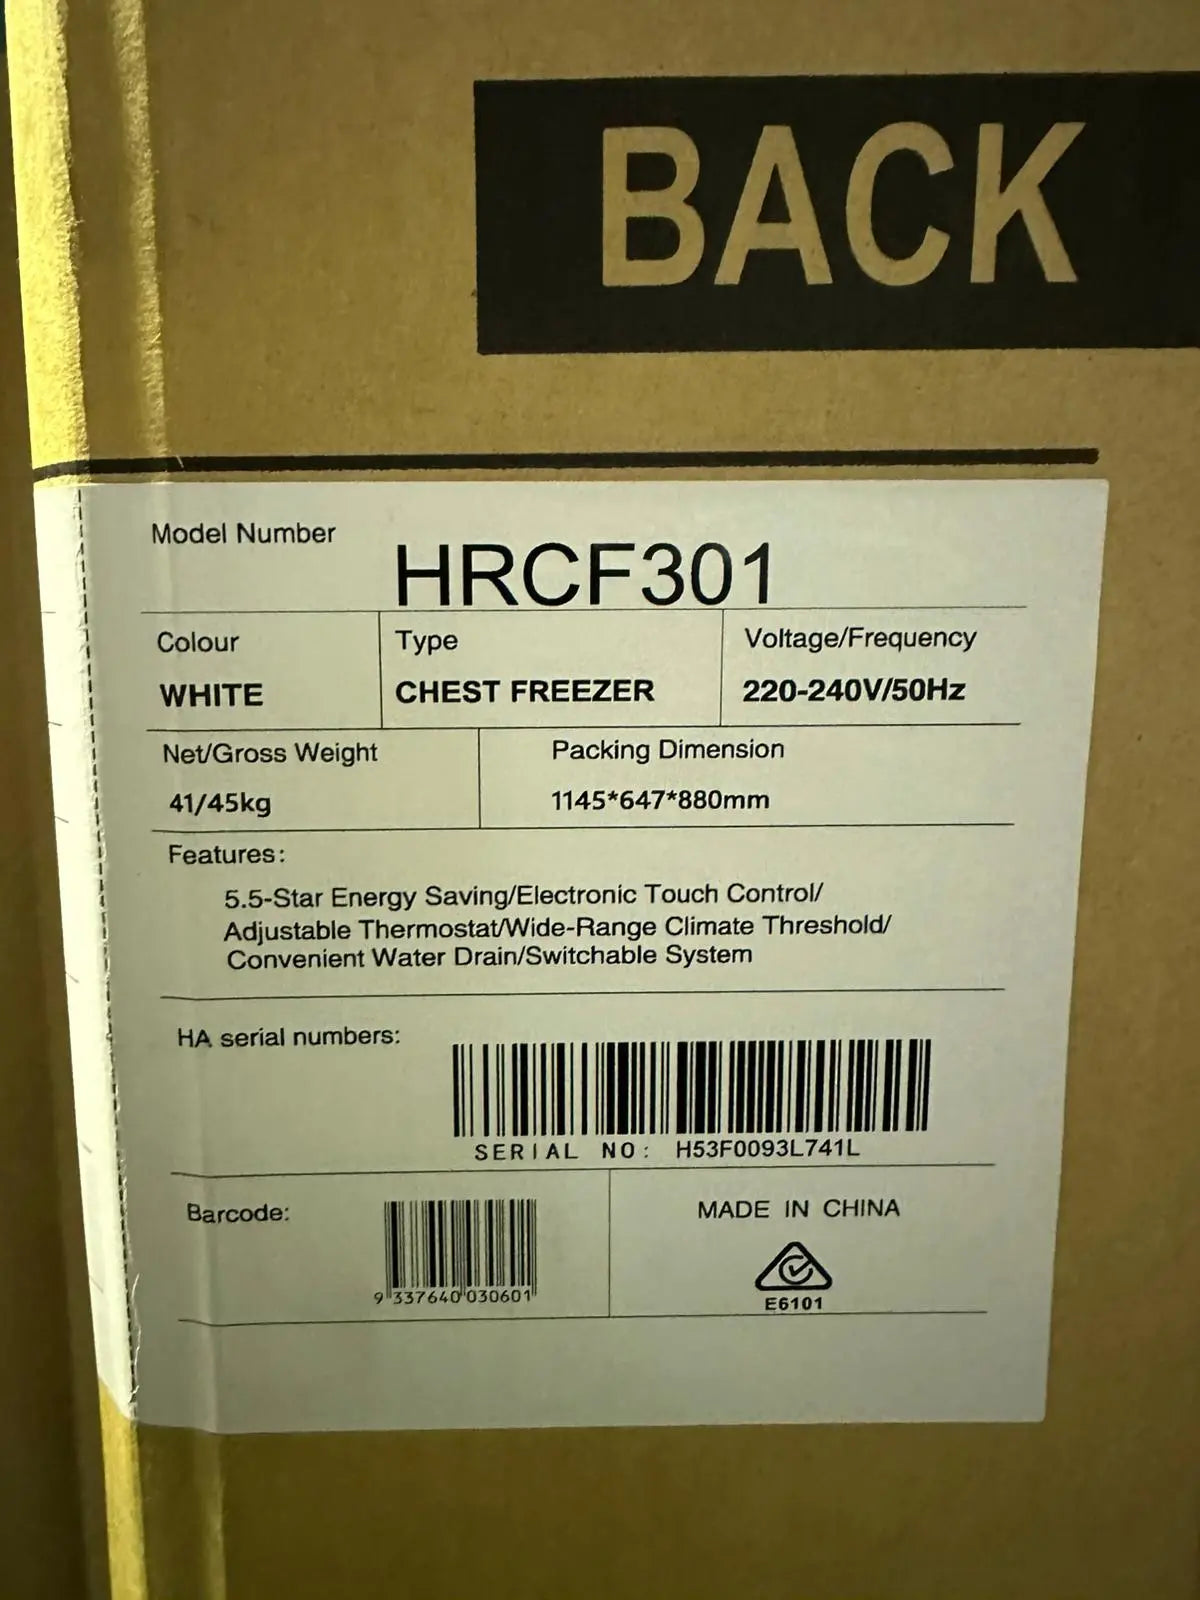 BACK
Model Number
HRCF301
Colour
Type
Voltage/Frequency
WHITE
CHEST FREEZER
220-240V/50Hz
Net/Gross Weight
Packing Dimension
41/45kg
1145*647*880mm
Features:
5.5-Star Energy Saving/Electronic Touch Control/
Adjustable Thermostat/Wide-Range Climate Threshold/
Convenient Water Drain/Switchable System
HA serial numbers:
SERIAL NO: H53F0093L741L
Barcode:
9 337640 030601
MADE IN CHINA
E6101